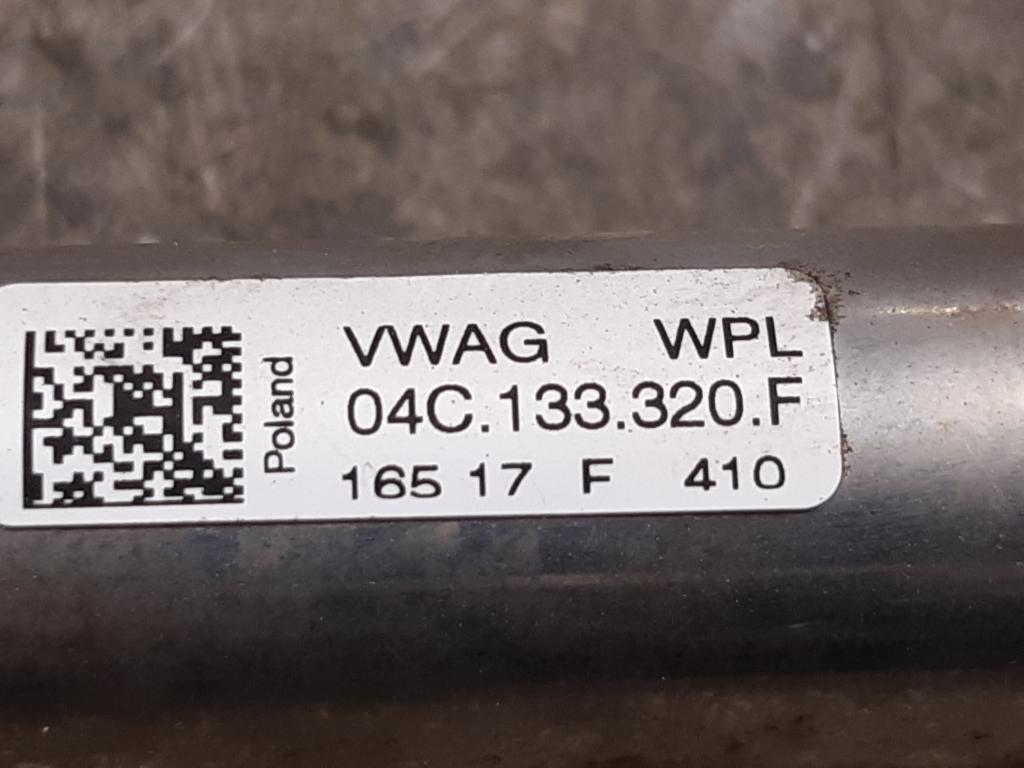 Poland
VWAG WPL
04C.133.320.F
165 17 F 410